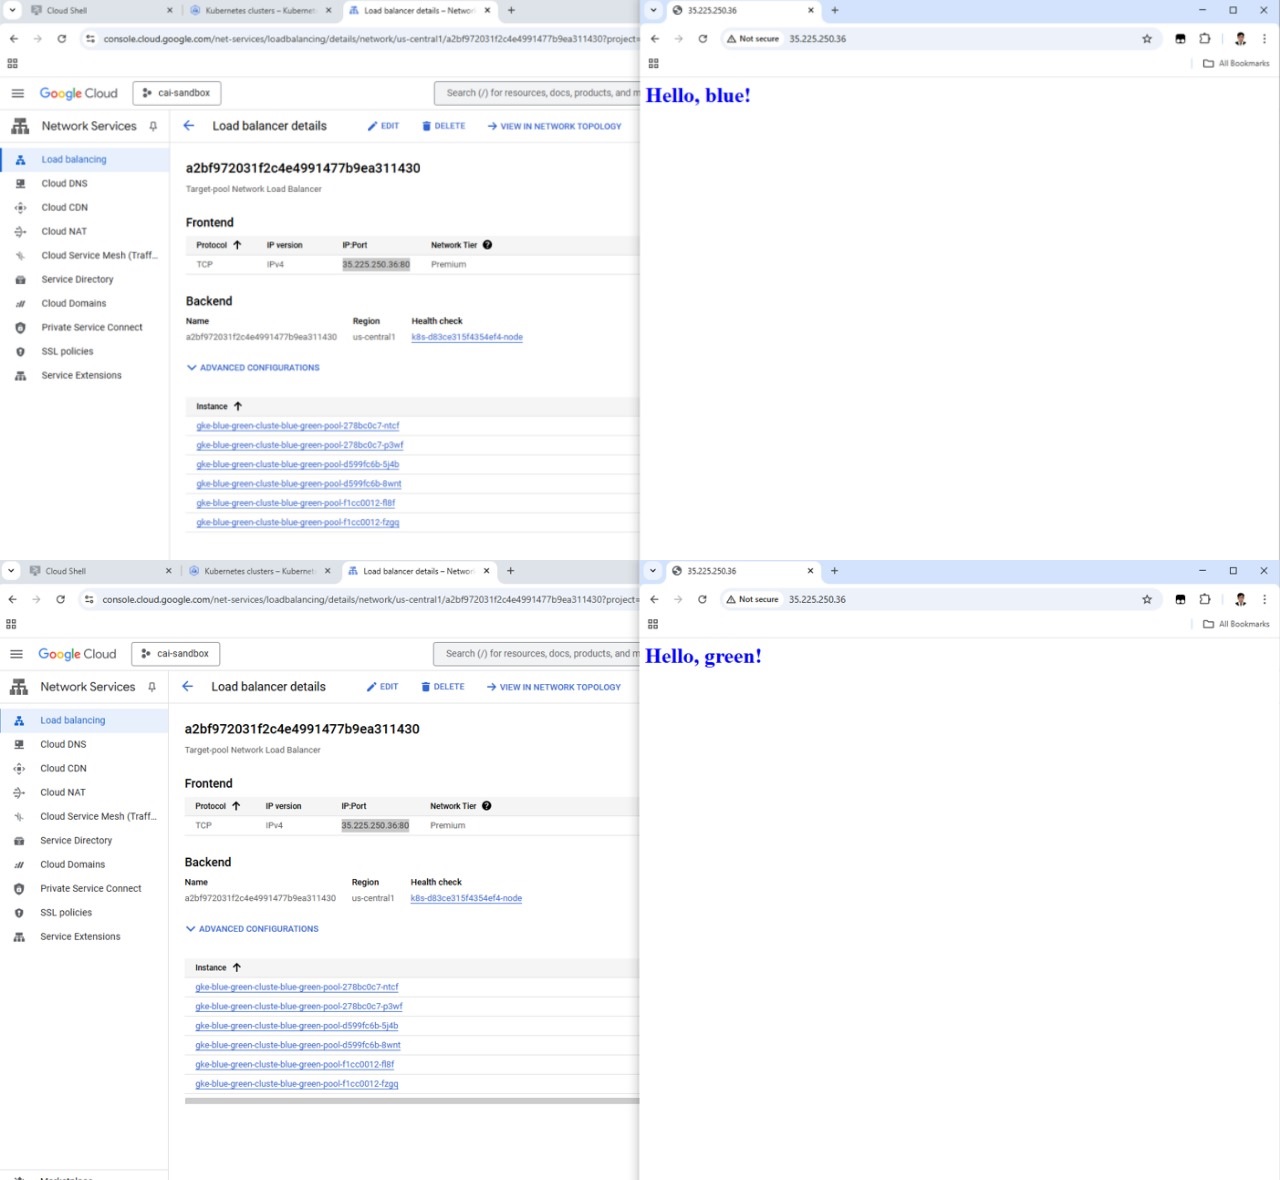 Cloud Shell
Kubernetes clusters – Kubernet
Load balancer details – Networ
console.cloud.google.com/net-services/loadbalancing/details/network/us-central1/a2bf972031f2c4e4991477b9ea311430?project=
Google Cloud
cai-sandbox
Search (/) for resources, docs, products, and m
Network Services
Load balancer details
EDIT
DELETE
VIEW IN NETWORK TOPOLOGY
Load balancing
Cloud DNS
Cloud CDN
Cloud NAT
Cloud Service Mesh (Traff...
Service Directory
Cloud Domains
Private Service Connect
SSL policies
Service Extensions
a2bf972031f2c4e4991477b9ea311430
Target-pool Network Load Balancer
Frontend
Protocol IP version IP:Port Network Tier
TCP IPv4 35.225.250.36:80 Premium
Backend
Name Region Health check
a2bf972031f2c4e4991477b9ea311430 us-central1 k8s-d83ce315f4354ef4-node
ADVANCED CONFIGURATIONS
Instance
gke-blue-green-cluste-blue-green-pool-278bc0c7-ntcf
gke-blue-green-cluste-blue-green-pool-278bc0c7-p3wf
gke-blue-green-cluste-blue-green-pool-d599fc6b-5j4b
gke-blue-green-cluste-blue-green-pool-d599fc6b-8wnt
gke-blue-green-cluste-blue-green-pool-f1cc0012-fl8f
gke-blue-green-cluste-blue-green-pool-f1cc0012-fzgq
35.225.250.36
Not secure 35.225.250.36
All Bookmarks
Hello, blue!
Cloud Shell
Kubernetes clusters – Kubernet
Load balancer details – Networ
console.cloud.google.com/net-services/loadbalancing/details/network/us-central1/a2bf972031f2c4e4991477b9ea311430?project=
Google Cloud
cai-sandbox
Search (/) for resources, docs, products, and m
Network Services
Load balancer details
EDIT
DELETE
VIEW IN NETWORK TOPOLOGY
Load balancing
Cloud DNS
Cloud CDN
Cloud NAT
Cloud Service Mesh (Traff...
Service Directory
Cloud Domains
Private Service Connect
SSL policies
Service Extensions
a2bf972031f2c4e4991477b9ea311430
Target-pool Network Load Balancer
Frontend
Protocol IP version IP:Port Network Tier
TCP IPv4 35.225.250.36:80 Premium
Backend
Name Region Health check
a2bf972031f2c4e4991477b9ea311430 us-central1 k8s-d83ce315f4354ef4-node
ADVANCED CONFIGURATIONS
Instance
gke-blue-green-cluste-blue-green-pool-278bc0c7-ntcf
gke-blue-green-cluste-blue-green-pool-278bc0c7-p3wf
gke-blue-green-cluste-blue-green-pool-d599fc6b-5j4b
gke-blue-green-cluste-blue-green-pool-d599fc6b-8wnt
gke-blue-green-cluste-blue-green-pool-f1cc0012-fl8f
gke-blue-green-cluste-blue-green-pool-f1cc0012-fzgq
35.225.250.36
Not secure 35.225.250.36
All Bookmarks
Hello, green!